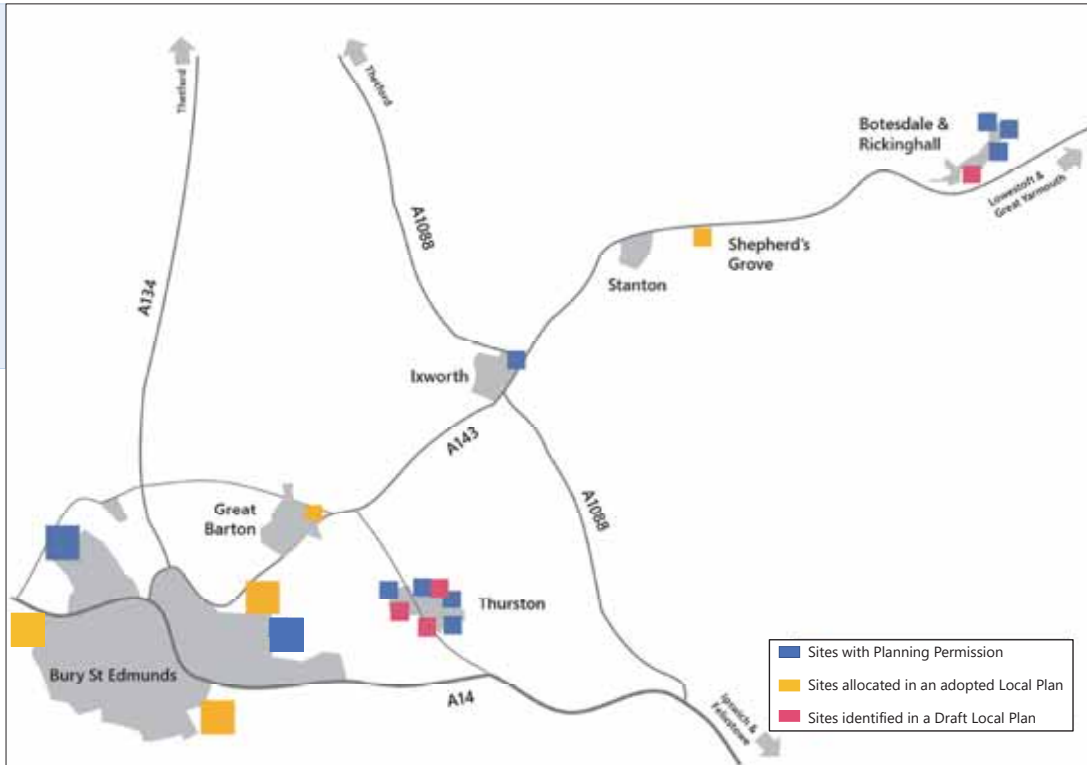 Thetford
Thetford
Botesdale &
Rickinghall
Lowestoft &
Great Yarmouth
A1088
Shepherd's
Grove
Stanton
A134
Ixworth
A143
A1088
Great
Barton
Thurston
Bury St Edmunds
A14
Ipswich &
Felixstowe
Sites with Planning Permission
Sites allocated in an adopted Local Plan
Sites identified in a Draft Local Plan